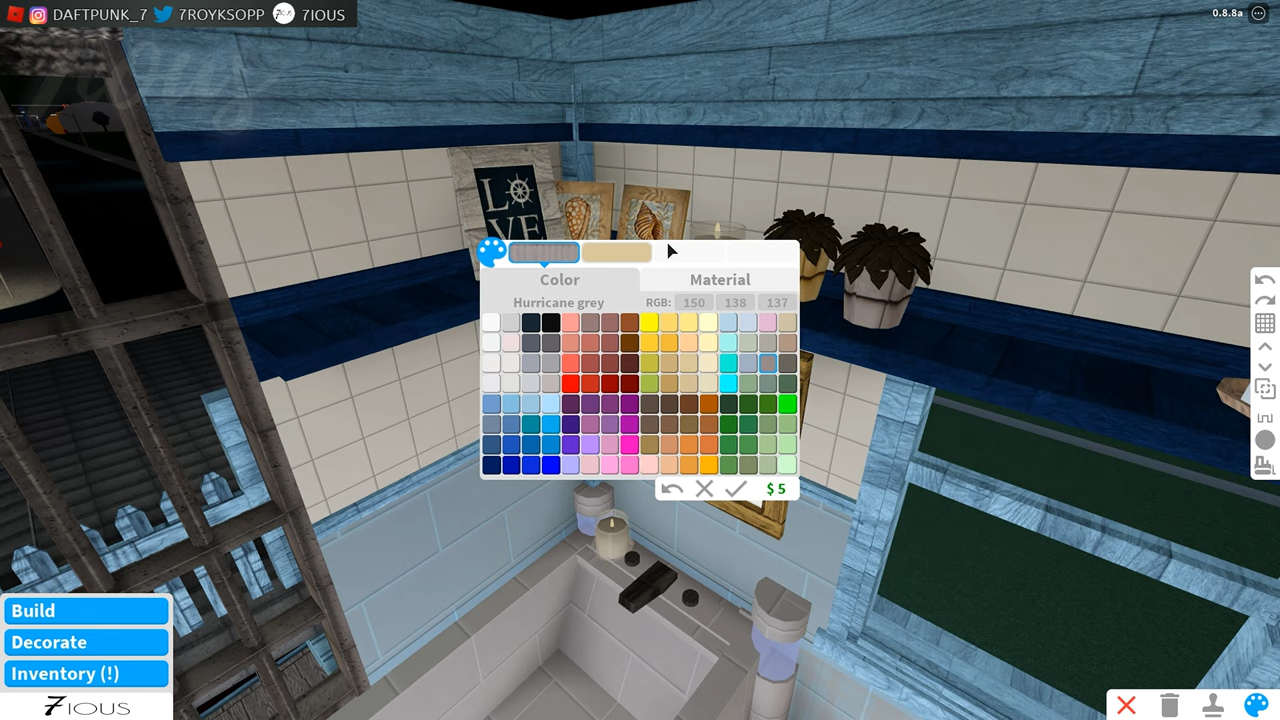 DAFTPUNK_7 7ROYKSOPP 7IOUS
0.8.8a
LOVE
Color Material
Hurricane grey RGB: 150 138 137
$ 5
Build
Decorate
Inventory (!)
7IOUS